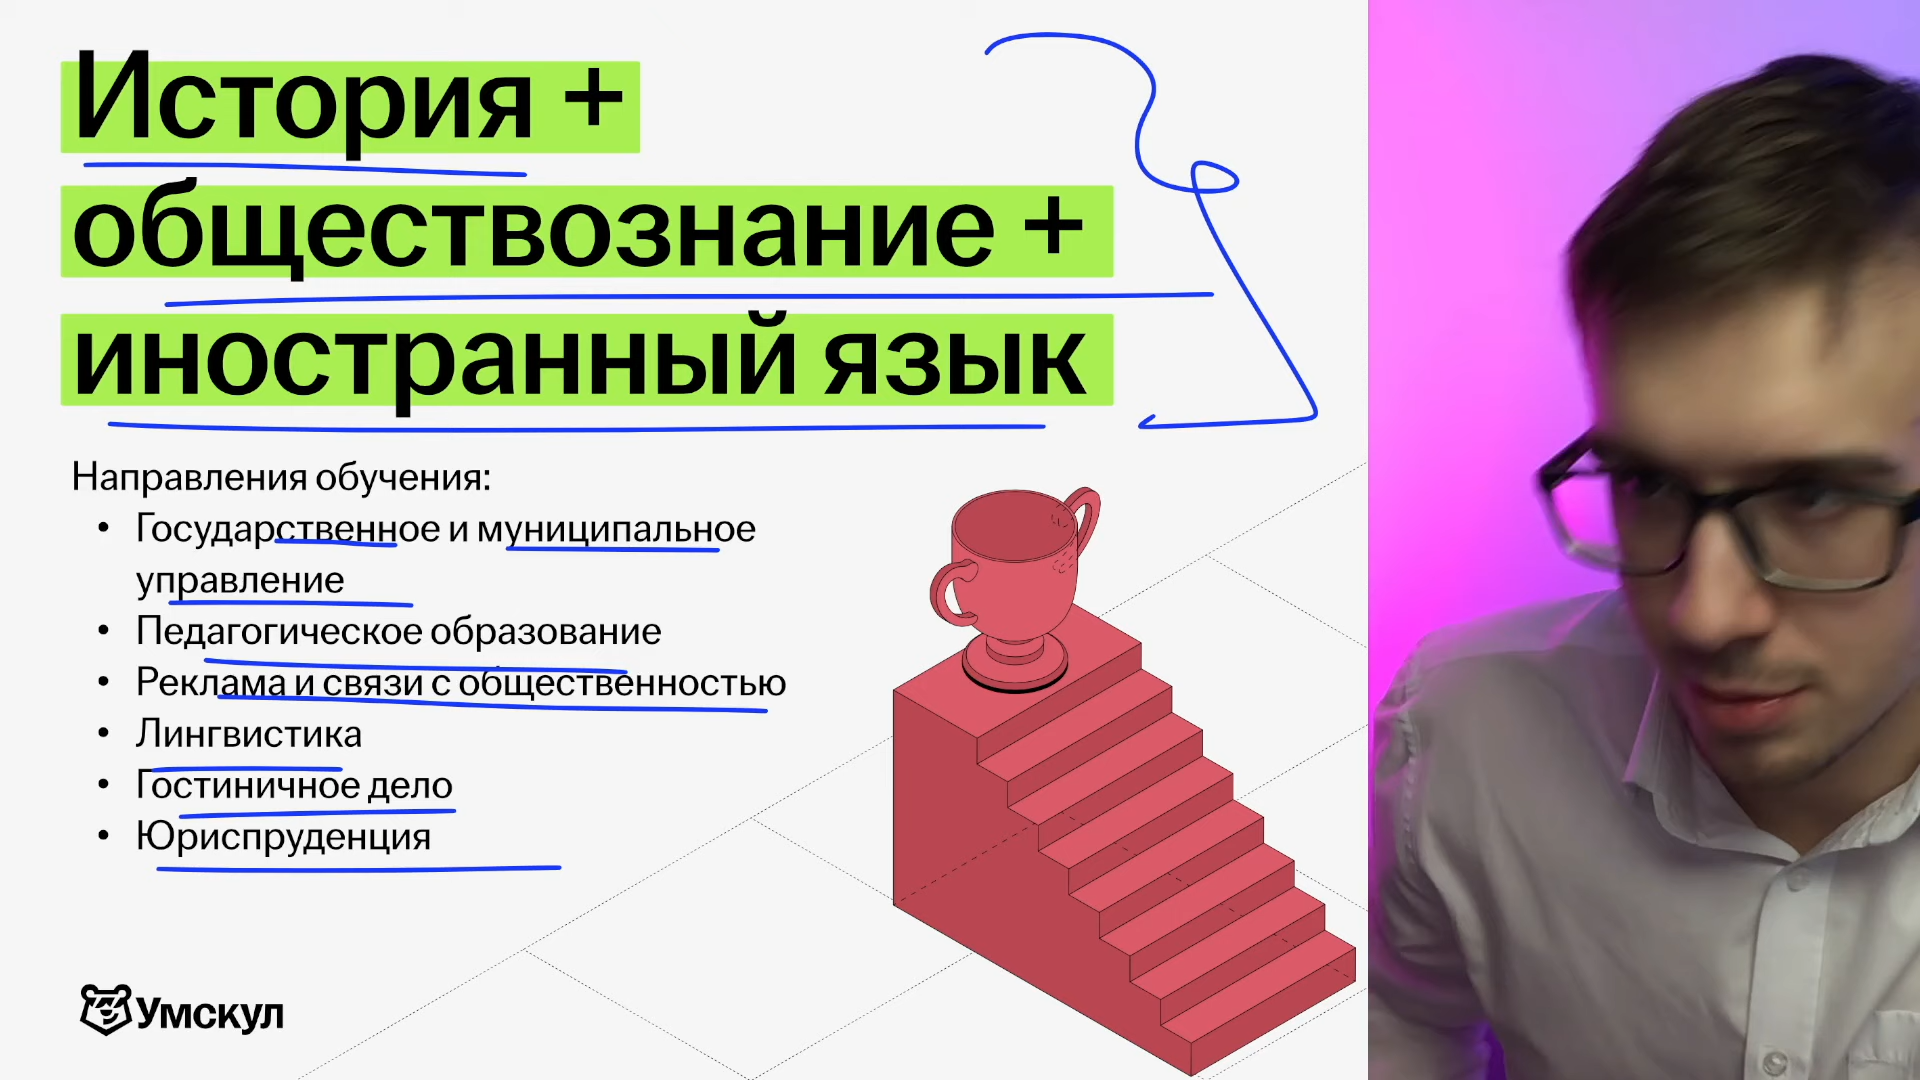 История +
обществознание +
иностранный язык
Направления обучения:
• Государственное и муниципальное
управление
• Педагогическое образование
• Реклама и связи с общественностью
• Лингвистика
• Гостиничное дело
• Юриспруденция
Умскул